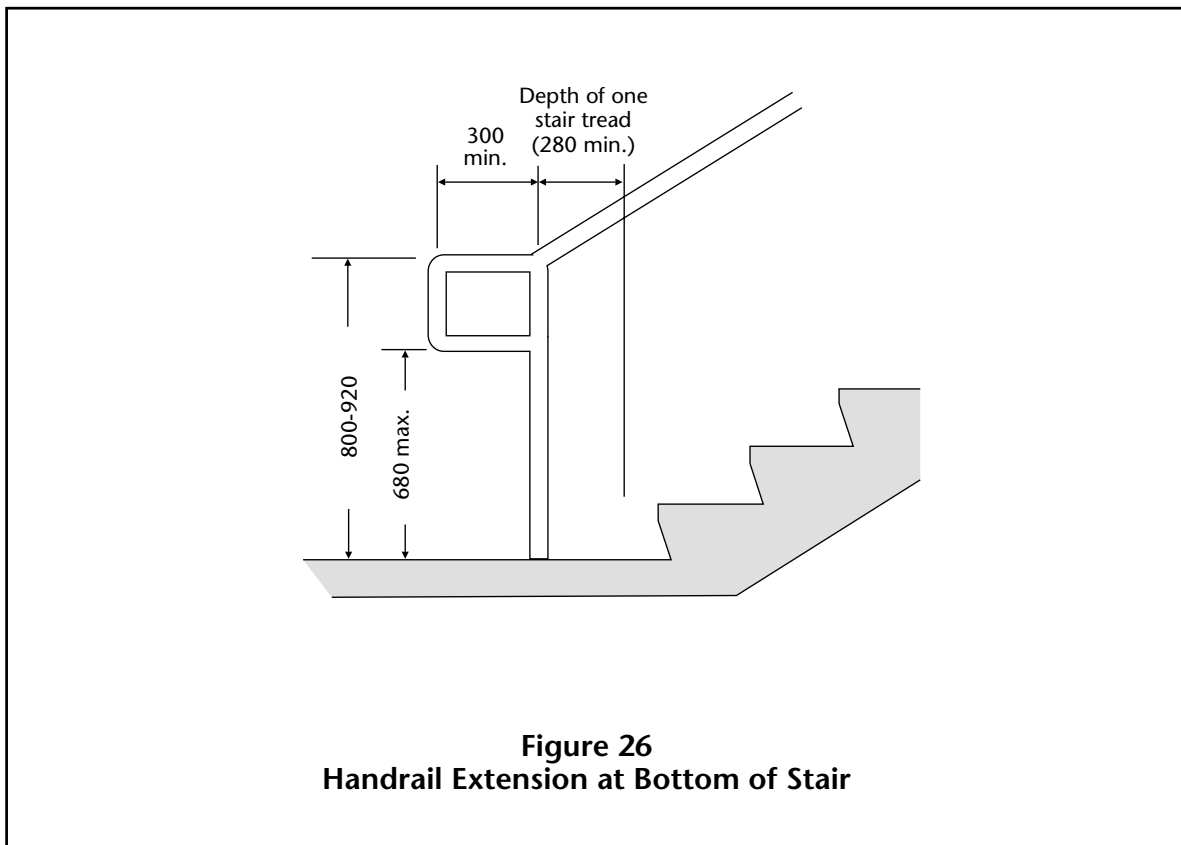 Depth of one
stair tread
(280 min.)
300
min.
800-920
680 max.
Figure 26
Handrail Extension at Bottom of Stair